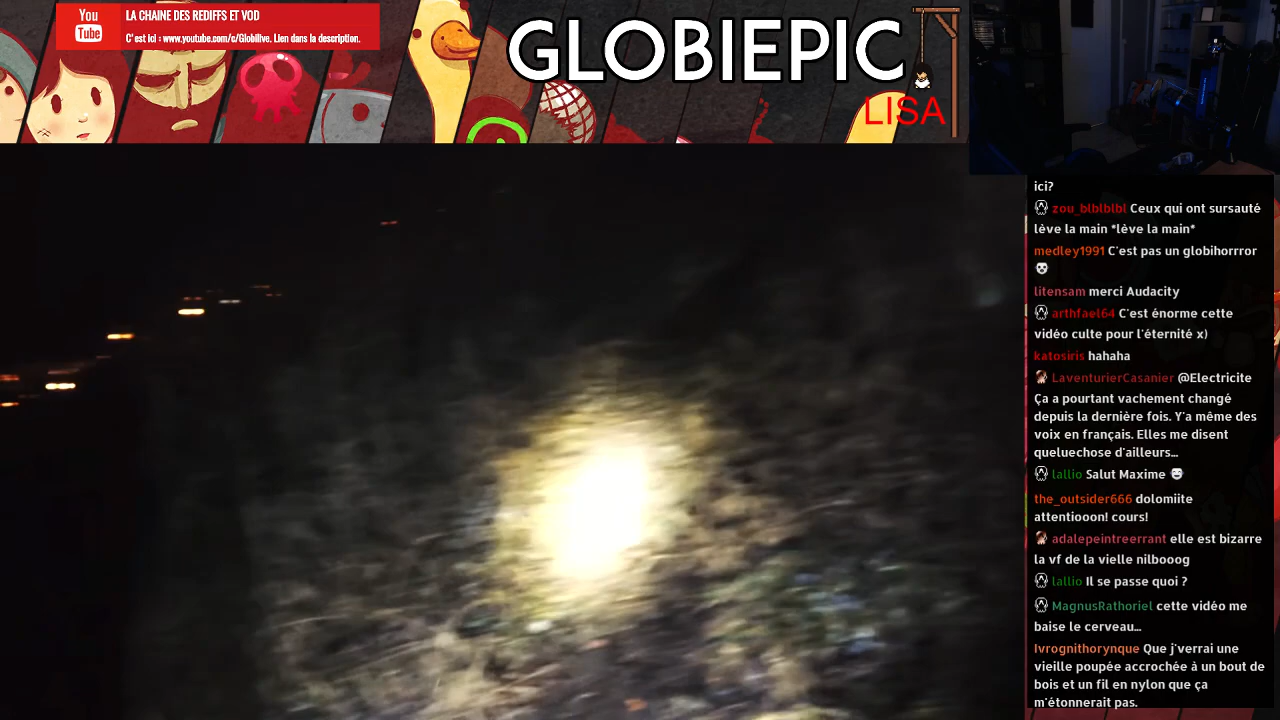 You
Tube
LA CHAINE DES REDIFFS ET VOD
C'est ici : www.youtube.com/c/Globilive. Lien dans la description.
GLOBIEPIC
LISA
ici?
zou_blblblbl Ceux qui ont sursauté
lève la main *lève la main*
medley1991 C'est pas un globihorrror
litensam merci Audacity
arthfael64 C'est énorme cette
vidéo culte pour l'éternité x)
katosiris hahaha
LaventurierCasanier @Electricite
Ça a pourtant vachement changé
depuis la dernière fois. Y'a même des
voix en français. Elles me disent
queluechose d'ailleurs...
lallio Salut Maxime
the_outsider666 dolomiite
attentiooon! cours!
adalepeintreerrant elle est bizarre
la vf de la vielle nilbooog
lallio Il se passe quoi ?
MagnusRathoriel cette vidéo me
baise le cerveau...
Ivrognithorynque Que j'verrai une
vieille poupée accrochée à un bout de
bois et un fil en nylon que ça
m'étonnerait pas.